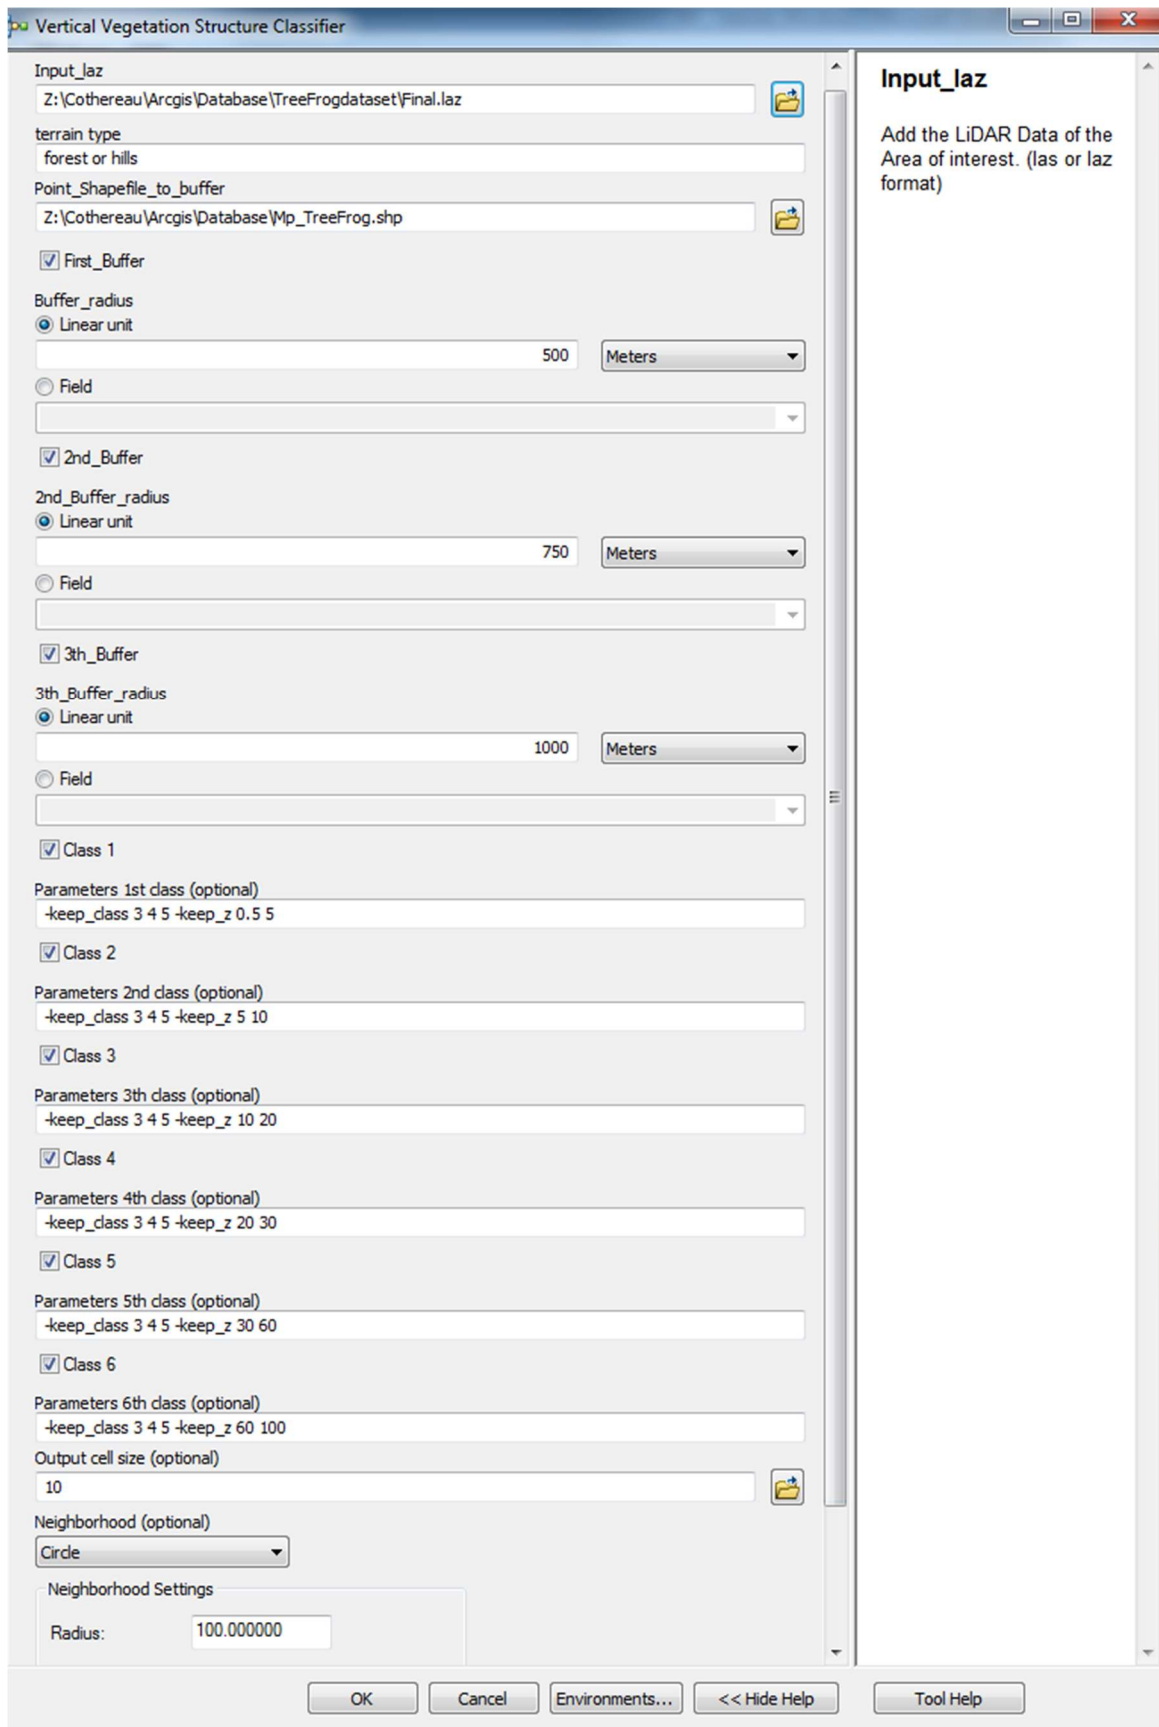 Vertical Vegetation Structure Classifier
Input_laz
Z:\Cothereau\Arcgis\Database\TreeFrogdataset\Final.laz
terrain type
forest or hills
Point_Shapefile_to_buffer
Z:\Cothereau\Arcgis\Database\Mp_TreeFrog.shp
First_Buffer
Buffer_radius
Linear unit
500 Meters
Field
2nd_Buffer
2nd_Buffer_radius
Linear unit
750 Meters
Field
3th_Buffer
3th_Buffer_radius
Linear unit
1000 Meters
Field
Class 1
Parameters 1st class (optional)
-keep_class 3 4 5 -keep_z 0.5 5
Class 2
Parameters 2nd class (optional)
-keep_class 3 4 5 -keep_z 5 10
Class 3
Parameters 3th class (optional)
-keep_class 3 4 5 -keep_z 10 20
Class 4
Parameters 4th class (optional)
-keep_class 3 4 5 -keep_z 20 30
Class 5
Parameters 5th class (optional)
-keep_class 3 4 5 -keep_z 30 60
Class 6
Parameters 6th class (optional)
-keep_class 3 4 5 -keep_z 60 100
Output cell size (optional)
10
Neighborhood (optional)
Circle
Neighborhood Settings
Radius: 100.000000
Input_laz
Add the LiDAR Data of the
Area of interest. (las or laz
format)
OK Cancel Environments... << Hide Help Tool Help